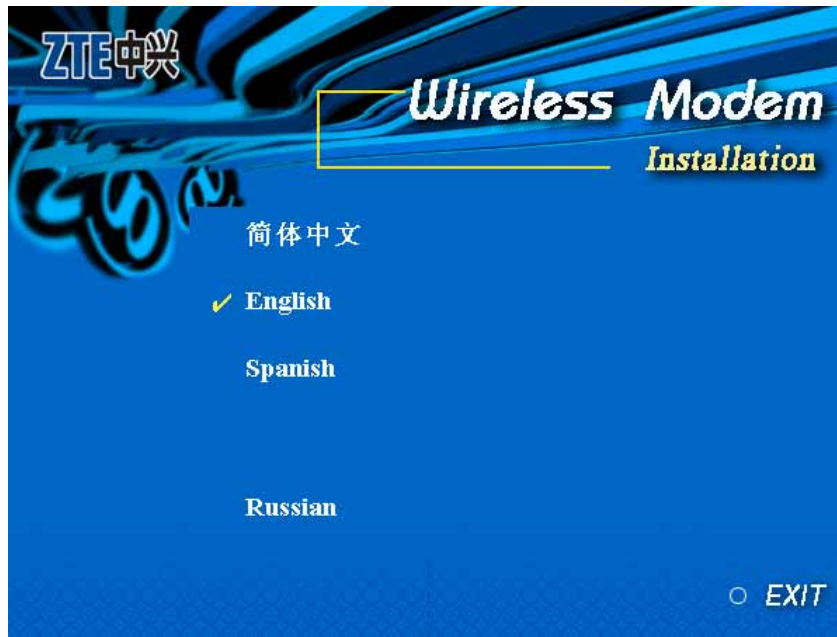 ZTE中兴
Wireless Modem
Installation
简体中文
✓ English
Spanish
Russian
EXIT